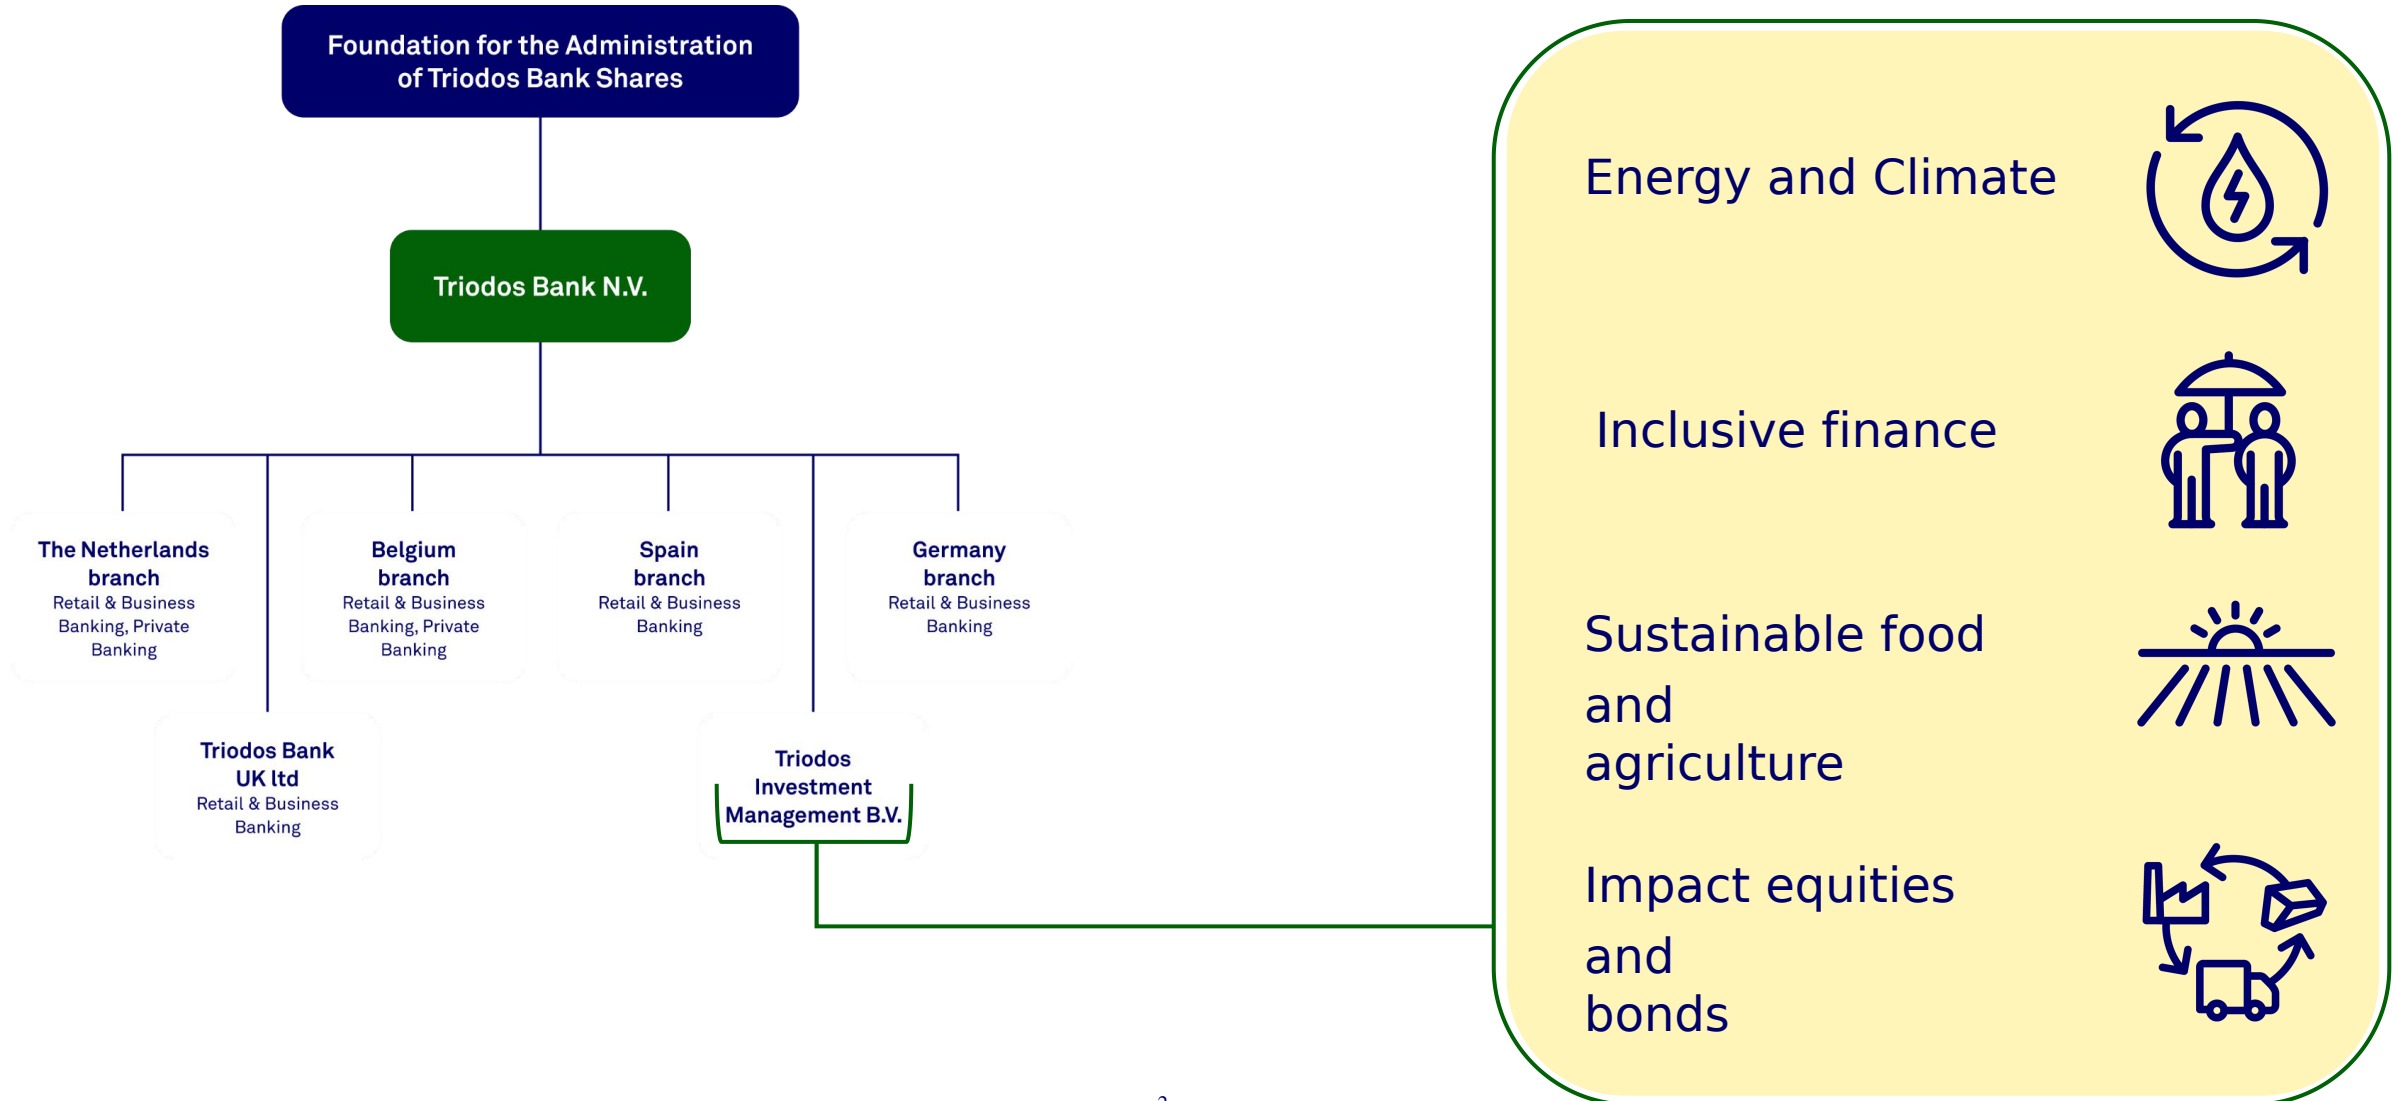 Foundation for the Administration
of Triodos Bank Shares
Triodos Bank N.V.
The Netherlands
branch
Retail & Business
Banking, Private
Banking
Belgium
branch
Retail & Business
Banking, Private
Banking
Spain
branch
Retail & Business
Banking
Germany
branch
Retail & Business
Banking
Triodos Bank
UK ltd
Retail & Business
Banking
Triodos
Investment
Management B.V.
Energy and Climate
Inclusive finance
Sustainable food
and
agriculture
Impact equities
and
bonds